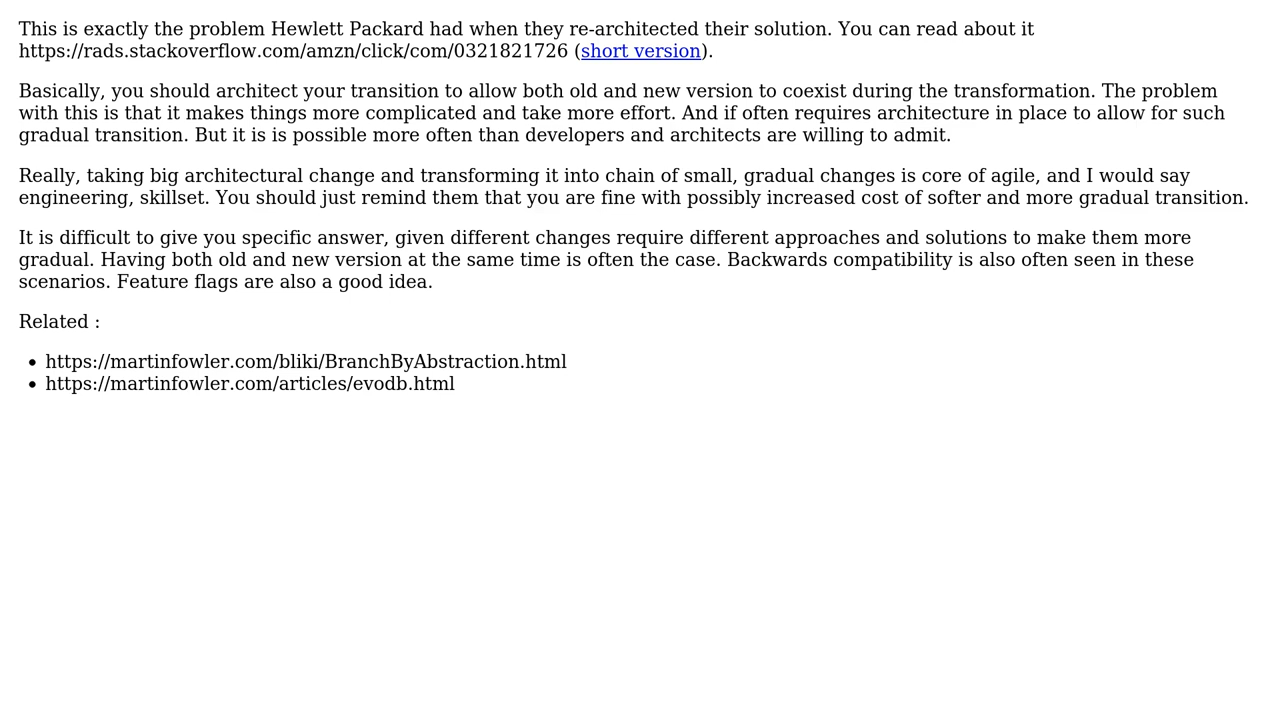 This is exactly the problem Hewlett Packard had when they re-architected their solution. You can read about it
https://rads.stackoverflow.com/amzn/click/com/0321821726 (short version).
Basically, you should architect your transition to allow both old and new version to coexist during the transformation. The problem
with this is that it makes things more complicated and take more effort. And if often requires architecture in place to allow for such
gradual transition. But it is is possible more often than developers and architects are willing to admit.
Really, taking big architectural change and transforming it into chain of small, gradual changes is core of agile, and I would say
engineering, skillset. You should just remind them that you are fine with possibly increased cost of softer and more gradual transition.
It is difficult to give you specific answer, given different changes require different approaches and solutions to make them more
gradual. Having both old and new version at the same time is often the case. Backwards compatibility is also often seen in these
scenarios. Feature flags are also a good idea.
Related :
• https://martinfowler.com/bliki/BranchByAbstraction.html
• https://martinfowler.com/articles/evodb.html